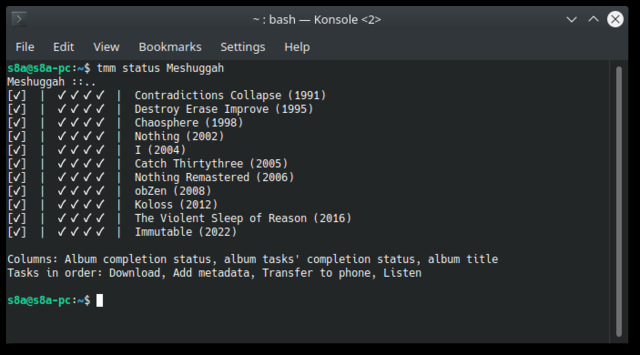 ~ : bash — Konsole <2>
File Edit View Bookmarks Settings Help
s8a@s8a-pc:~$ tmm status Meshuggah
Meshuggah ::..
[✓] | ✓✓✓✓ | Contradictions Collapse (1991)
[✓] | ✓✓✓✓ | Destroy Erase Improve (1995)
[✓] | ✓✓✓✓ | Chaosphere (1998)
[✓] | ✓✓✓✓ | Nothing (2002)
[✓] | ✓✓✓✓ | I (2004)
[✓] | ✓✓✓✓ | Catch Thirtythree (2005)
[✓] | ✓✓✓✓ | Nothing Remastered (2006)
[✓] | ✓✓✓✓ | obZen (2008)
[✓] | ✓✓✓✓ | Koloss (2012)
[✓] | ✓✓✓✓ | The Violent Sleep of Reason (2016)
[✓] | ✓✓✓✓ | Immutable (2022)
Columns: Album completion status, album tasks' completion status, album title
Tasks in order: Download, Add metadata, Transfer to phone, Listen
s8a@s8a-pc:~$